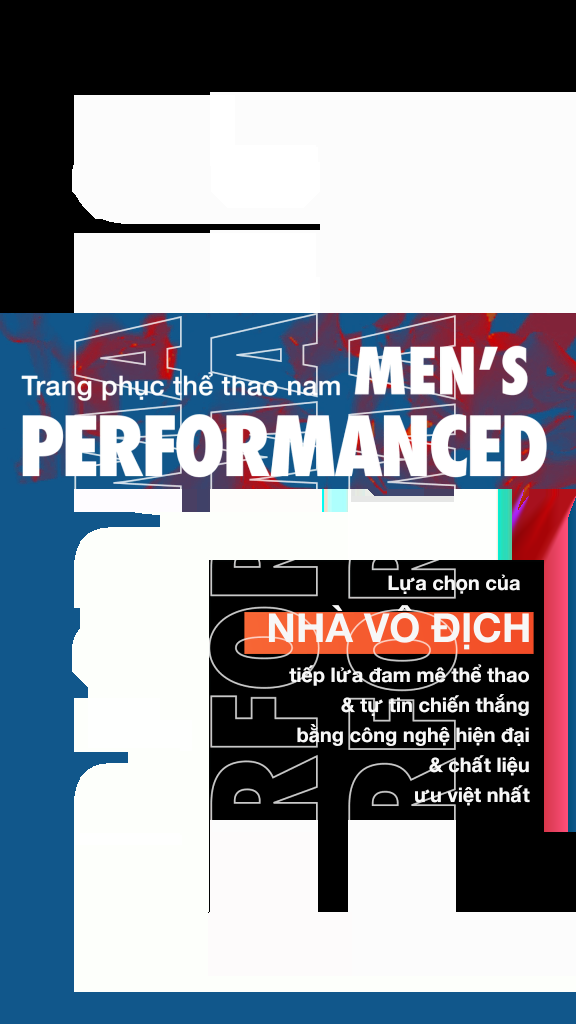 Trang phục thể thao nam MEN'S
PERFORMANCED
Lựa chọn của
NHÀ VÔ ĐỊCH
tiếp lửa đam mê thể thao
& tự tin chiến thắng
bằng công nghệ hiện đại
& chất liệu
ưu việt nhất